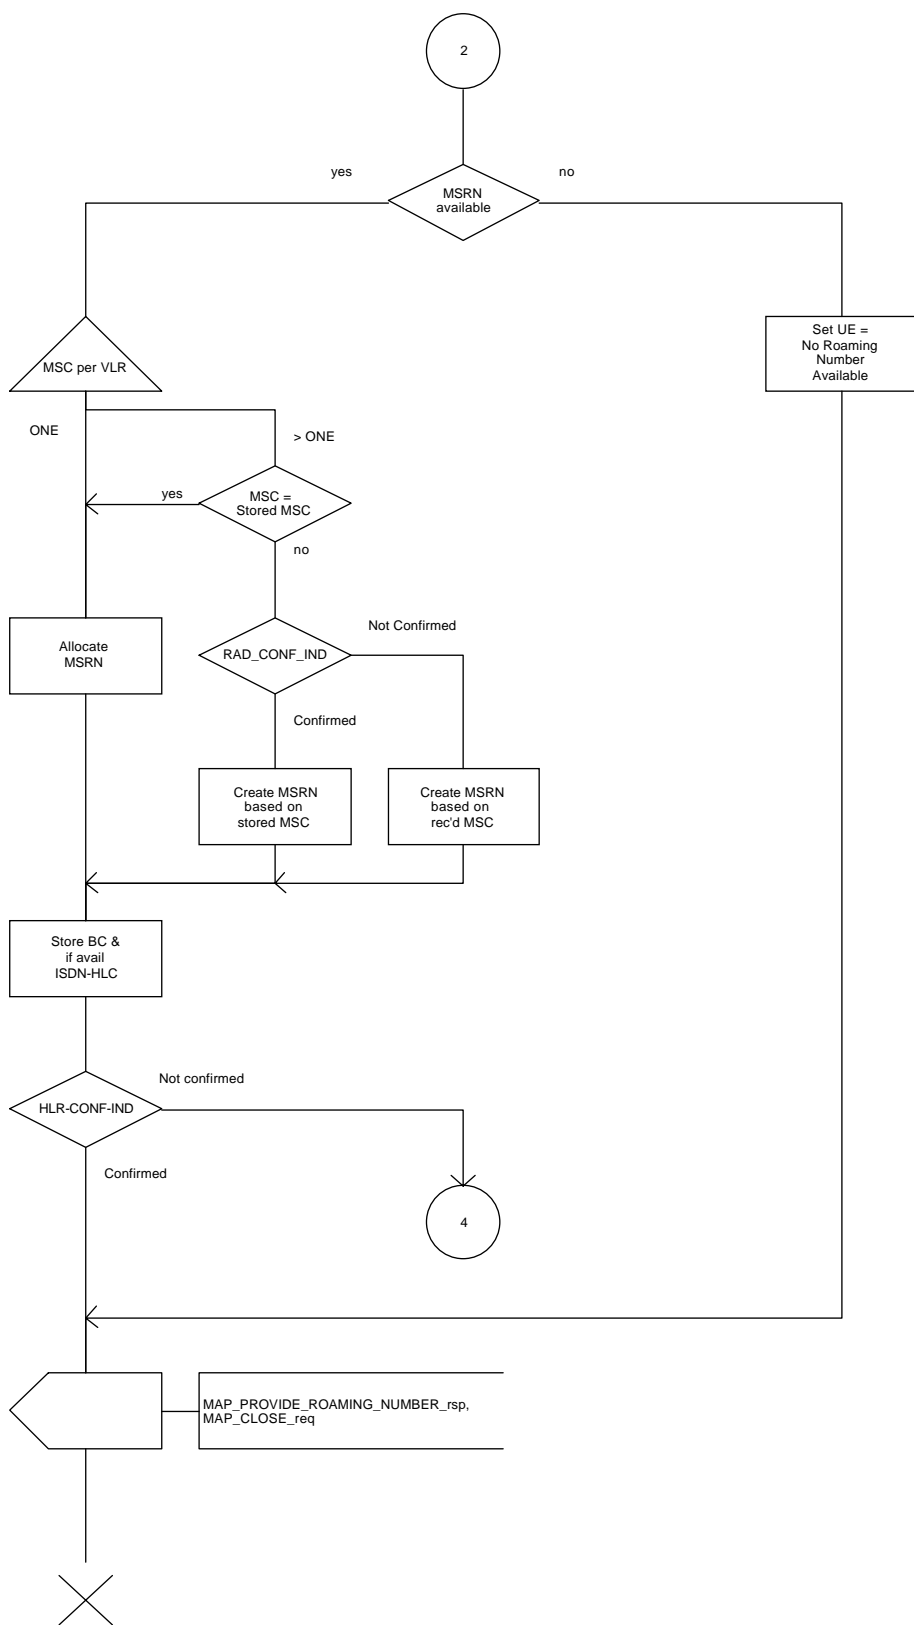 2
yes
no
MSRN
available
MSC per VLR
Set UE =
No Roaming
Number
Available
ONE
> ONE
yes
MSC =
Stored MSC
no
Allocate
MSRN
Not Confirmed
RAD_CONF_IND
Confirmed
Create MSRN
based on
stored MSC
Create MSRN
based on
rec'd MSC
Store BC &
if avail
ISDN-HLC
Not confirmed
HLR-CONF-IND
Confirmed
4
MAP_PROVIDE_ROAMING_NUMBER_rsp,
MAP_CLOSE_req